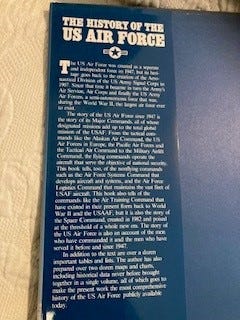 THE HISTORY OF THE
US AIR FORCE
The US Air Force was created as a separate
and independent force in 1947, but its heri-
tage goes back to the creation of the Aero-
nautical Division of the US Army Signal Corps in
1907. Since that time it became in turn the Army's
Air Service, Air Corps and finally the US Army
Air Forces, a semi-autonomous force that was,
during the World War II, the largest air force ever
to exist.
The story of the US Air Force since 1947 is
the story of its Major Commands, all of whose
designated missions add up to the total global
mission of the USAF. From the tactical com-
mands like the Alaskan Air Command, the US
Air Forces in Europe, the Pacific Air Forces and
the Tactical Air Command to the Military Airlift
Command, the flying commands operate the
aircraft that serve the objective of national security.
This book tells, too, of the nonflying commands
such as the Air Force Systems Command that
develops aircraft and systems, and the Air Force
Logistics Command that maintains the vast fleet of
USAF aircraft. This book also tells of the
commands like the Air Training Command that
have existed in their present form back to World
War II and the USAAF, but it is also the story of
the Space Command, created in 1982 and poised
at the threshold of a whole new era. The story of
the US Air Force is also an account of the men
who have commanded it and the men who have
served it before and since 1947.
In addition to the text are over a dozen
important tables and lists. The author has also
prepared over two dozen maps and charts,
including historical data never before brought
together in a single volume, all of which goes to
make the present work the most comprehensive
history of the US Air Force publicly available
today.